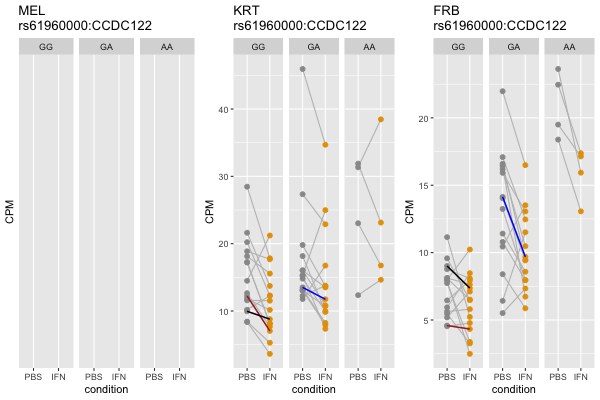 MEL
rs61960000:CCDC122
GG GA AA
CPM
PBS IFN PBS IFN PBS IFN
condition
KRT
rs61960000:CCDC122
GG GA AA
CPM
40
30
20
10
PBS IFN PBS IFN PBS IFN
condition
FRB
rs61960000:CCDC122
GG GA AA
CPM
20
15
10
5
PBS IFN PBS IFN PBS IFN
condition